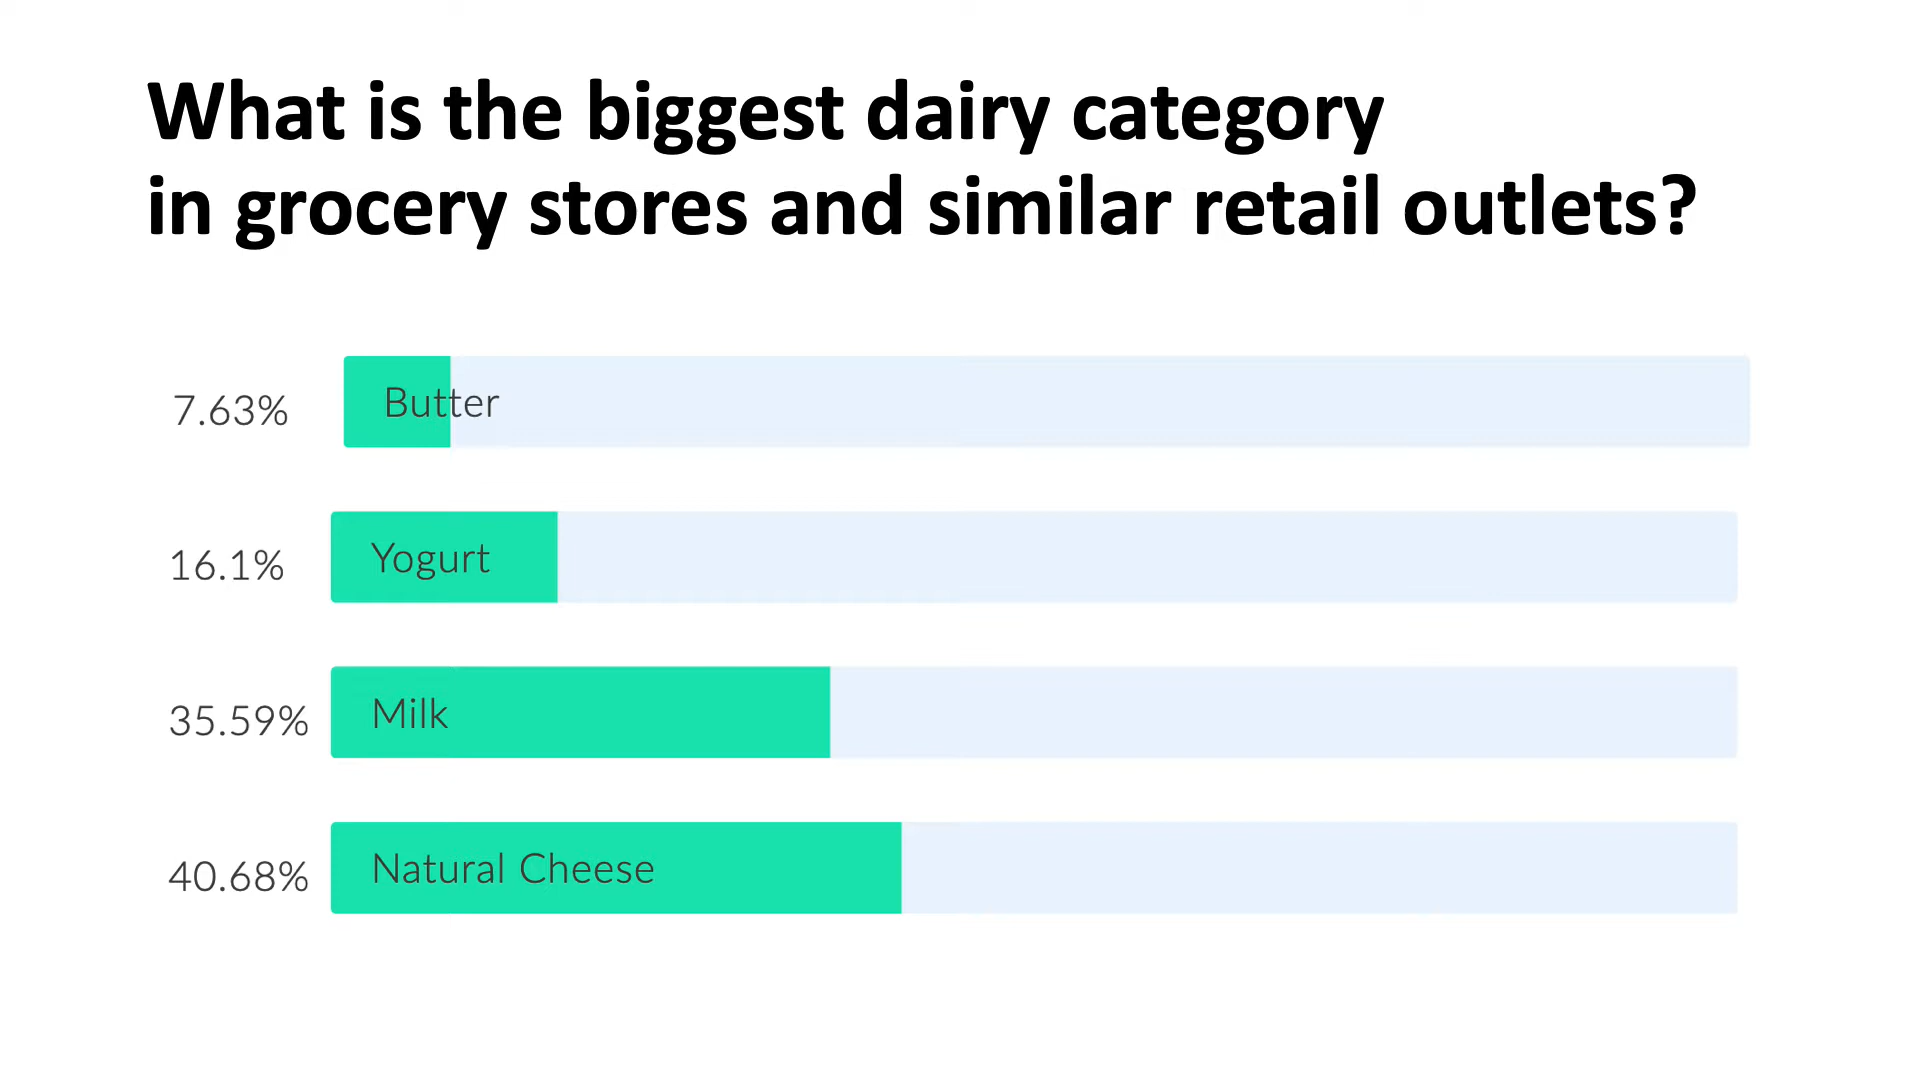 What is the biggest dairy category
in grocery stores and similar retail outlets?
7.63% Butter
16.1% Yogurt
35.59% Milk
40.68% Natural Cheese